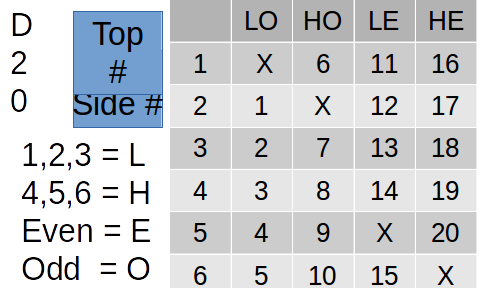 D
2
0
Top
#
Side #
1,2,3 = L
4,5,6 = H
Even = E
Odd = O
LO HO LE HE
1 X 6 11 16
2 1 X 12 17
3 2 7 13 18
4 3 8 14 19
5 4 9 X 20
6 5 10 15 X